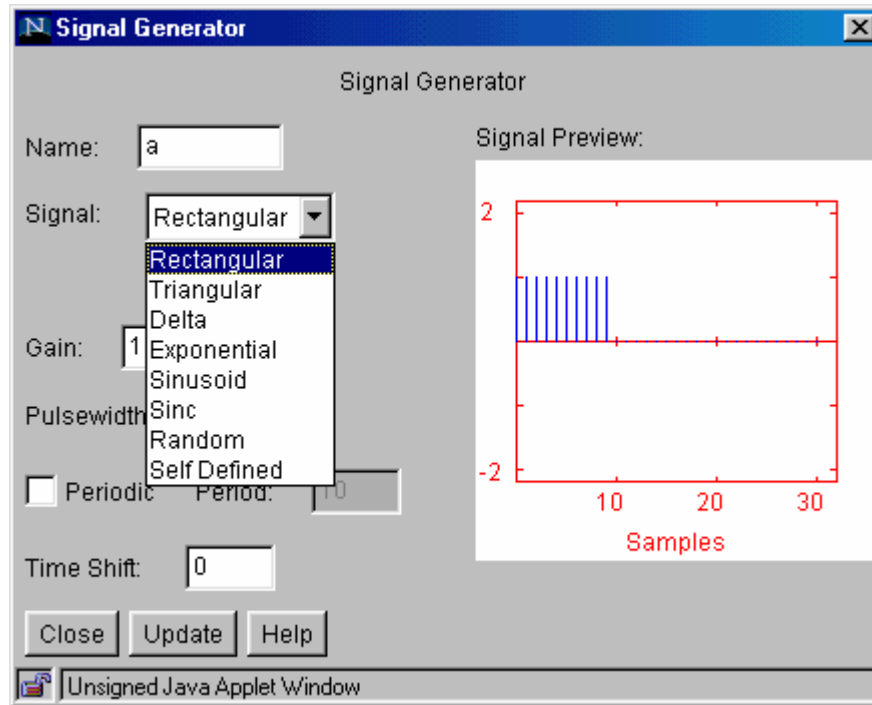 N Signal Generator
Signal Generator
Name: a
Signal: Rectangular
Rectangular
Triangular
Delta
Exponential
Sinusoid
Sinc
Random
Self Defined
Gain: 1
Pulsewidth
Periodic Period: 10
Time Shift: 0
Close Update Help
Unsigned Java Applet Window
Signal Preview:
2
-2
10 20 30
Samples